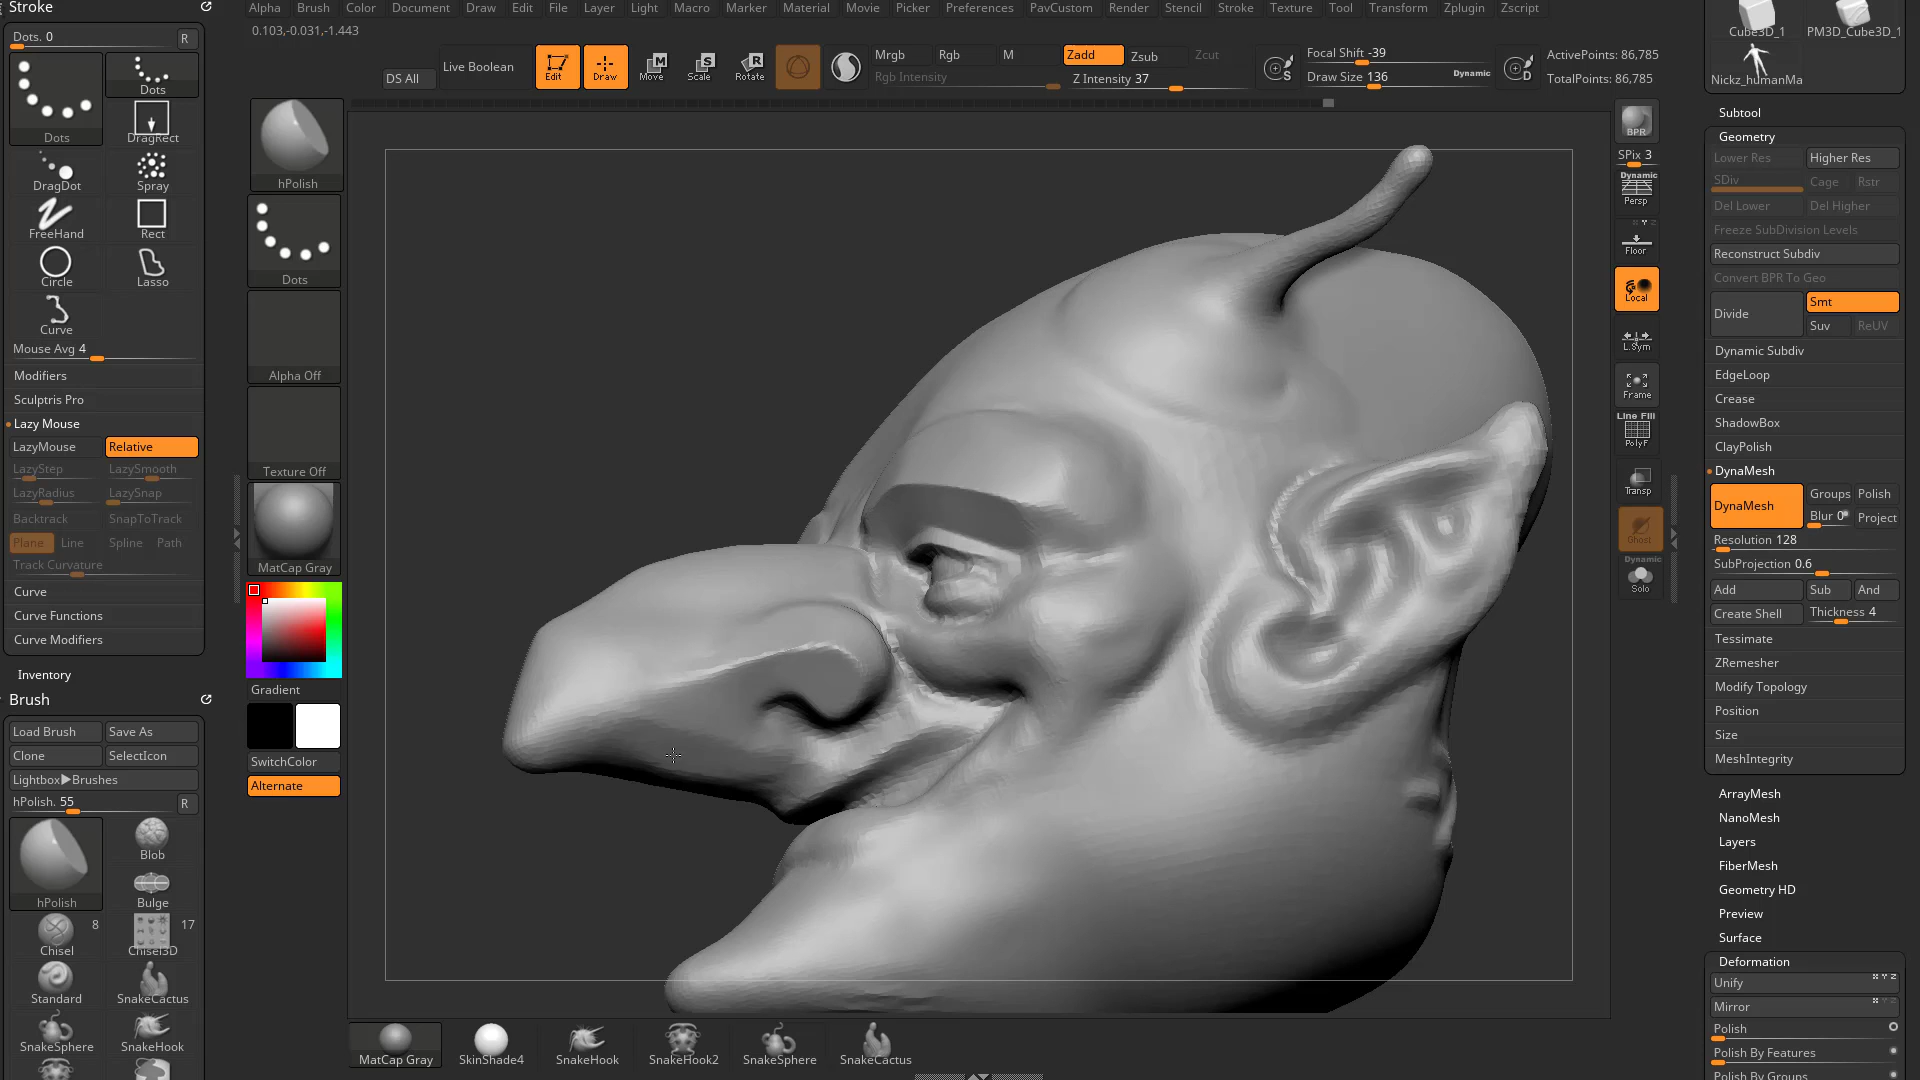 Stroke
Dots. 0
R
Dots
Dots
DragRect
DragDot
Spray
FreeHand
Rect
Circle
Lasso
Curve
Mouse Avg 4
Modifiers
Sculptris Pro
Lazy Mouse
LazyMouse
Relative
LazyStep
LazySmooth
LazyRadius
LazySnap
Backtrack
SnapToTrack
Plane
Line
Spline
Path
Track Curvature
Curve
Curve Functions
Curve Modifiers
Inventory
Brush
Load Brush
Save As
Clone
SelectIcon
Lightbox▶Brushes
hPolish. 55
R
hPolish
Blob
Bulge
8
Chisel
17
Chisel3D
Standard
SnakeCactus
SnakeSphere
SnakeHook
Alpha Brush Color Document Draw Edit File Layer Light Macro Marker Material Movie Picker Preferences PavCustom Render Stencil Stroke Texture Tool Transform Zplugin Zscript
0.103,-0.031,-1.443
DS All
Live Boolean
Edit
Draw
Move
Scale
Rotate
Mrgb
Rgb
M
Rgb Intensity
Zadd
Zsub
Zcut
Z Intensity 37
S
Focal Shift -39
Draw Size 136
Dynamic
D
ActivePoints: 86,785
TotalPoints: 86,785
hPolish
Dots
Alpha Off
Texture Off
MatCap Gray
Gradient
SwitchColor
Alternate
MatCap Gray
SkinShade4
SnakeHook
SnakeHook2
SnakeSphere
SnakeCactus
BPR
SPix 3
Dynamic
Persp
Floor
Local
L.Sym
Frame
Line Fill
PolyF
Transp
Ghost
Dynamic
Solo
Cube3D_1
PM3D_Cube3D_1
Nickz_humanMa
Subtool
Geometry
Lower Res
Higher Res
SDiv
Cage
Rstr
Del Lower
Del Higher
Freeze SubDivision Levels
Reconstruct Subdiv
Convert BPR To Geo
Divide
Smt
Suv
ReUV
Dynamic Subdiv
EdgeLoop
Crease
ShadowBox
ClayPolish
DynaMesh
DynaMesh
Groups
Polish
Blur 0
Project
Resolution 128
SubProjection 0.6
Add
Sub
And
Create Shell
Thickness 4
Tessimate
ZRemesher
Modify Topology
Position
Size
MeshIntegrity
ArrayMesh
NanoMesh
Layers
FiberMesh
Geometry HD
Preview
Surface
Deformation
Unify
X Y Z
Mirror
Polish
Polish By Features
Polish By Groups